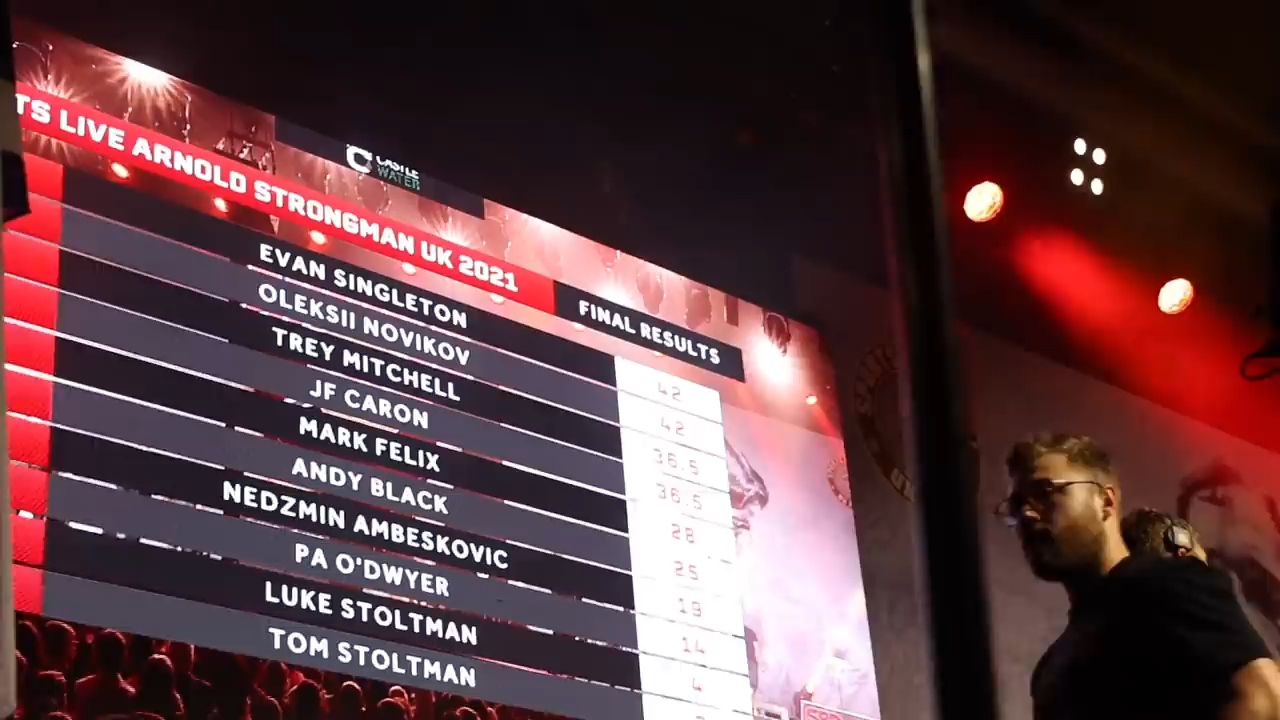 CASTLE
WATER
TS LIVE ARNOLD STRONGMAN UK 2021
FINAL RESULTS
EVAN SINGLETON 42
OLEKSII NOVIKOV 42
TREY MITCHELL 36.5
JF CARON 36.5
MARK FELIX 28
ANDY BLACK 25
NEDZMIN AMBESKOVIC 19
PA O'DWYER 14
LUKE STOLTMAN 4
TOM STOLTMAN